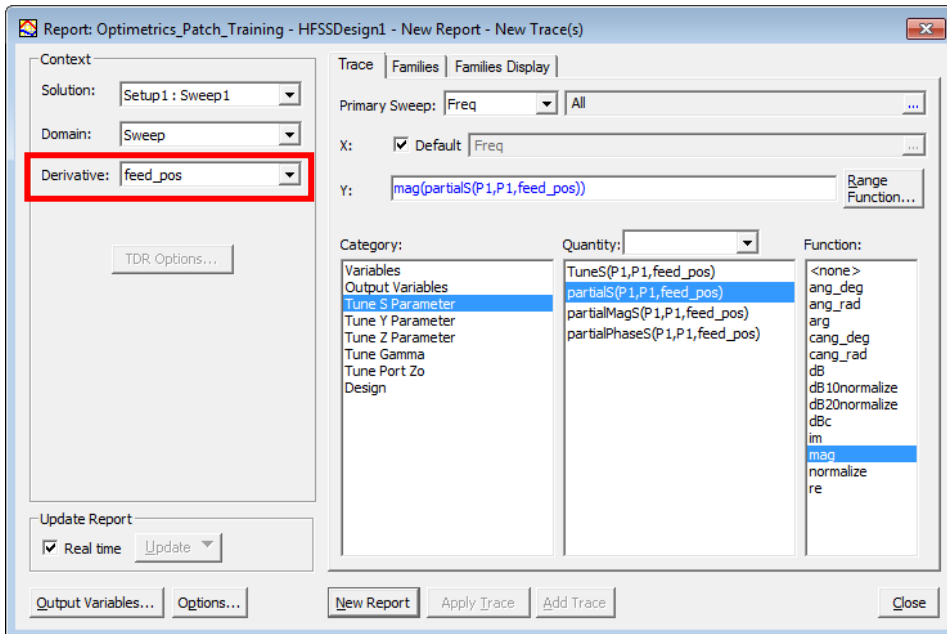 Report: Optimetrics_Patch_Training - HFSSDesign1 - New Report - New Trace(s)
Context
Solution: Setup1 : Sweep1
Domain: Sweep
Derivative: feed_pos
TDR Options...
Update Report
Real time Update
Output Variables... Options...
Trace Families Families Display
Primary Sweep: Freq All ...
X: Default Freq ...
Y: mag(partialS(P1,P1,feed_pos)) Range Function...
Category:
Variables
Output Variables
Tune S Parameter
Tune Y Parameter
Tune Z Parameter
Tune Gamma
Tune Port Zo
Design
Quantity:
TuneS(P1,P1,feed_pos)
partialS(P1,P1,feed_pos)
partialMagS(P1,P1,feed_pos)
partialPhaseS(P1,P1,feed_pos)
Function:
<none>
ang_deg
ang_rad
arg
cang_deg
cang_rad
dB
dB10normalize
dB20normalize
dBc
im
mag
normalize
re
New Report Apply Trace Add Trace Close